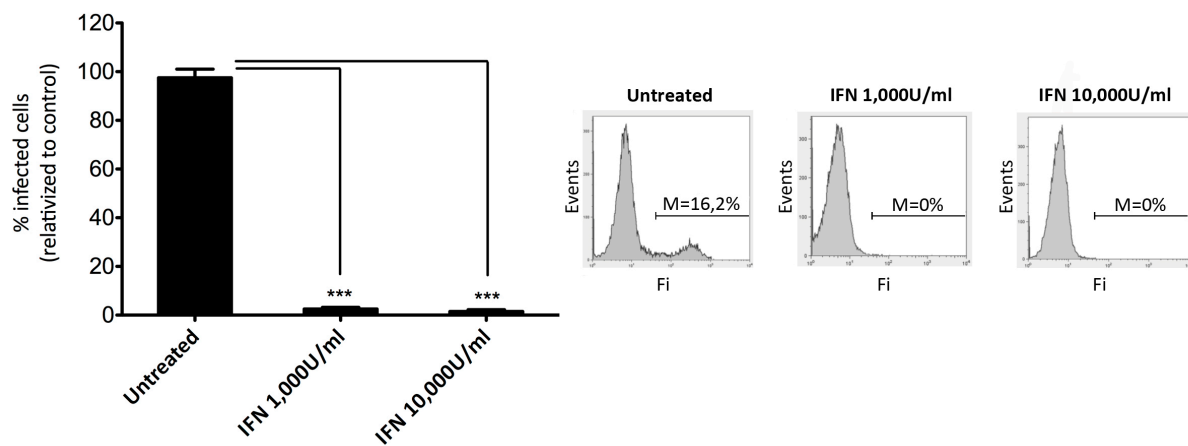 % infected cells
(relativized to control)
120
100
80
60
40
20
0
***
***
Untreated
IFN 1,000U/ml
IFN 10,000U/ml
Untreated
Events
M=16,2%
Fi
IFN 1,000U/ml
Events
M=0%
Fi
IFN 10,000U/ml
Events
M=0%
Fi